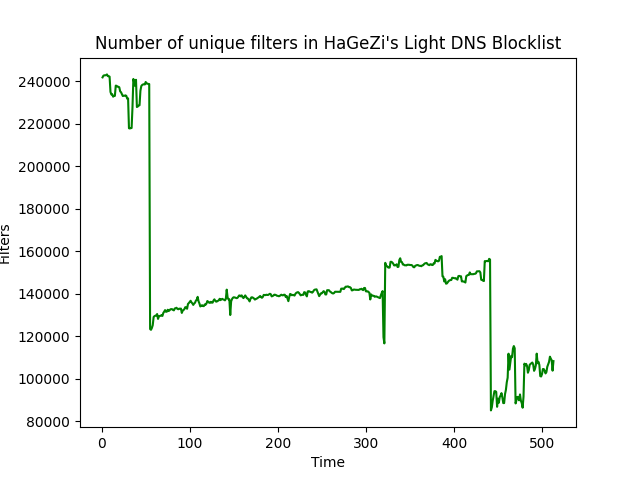 Number of unique filters in HaGeZi's Light DNS Blocklist
240000
220000
200000
180000
160000
140000
120000
100000
80000
Filters
0 100 200 300 400 500
Time